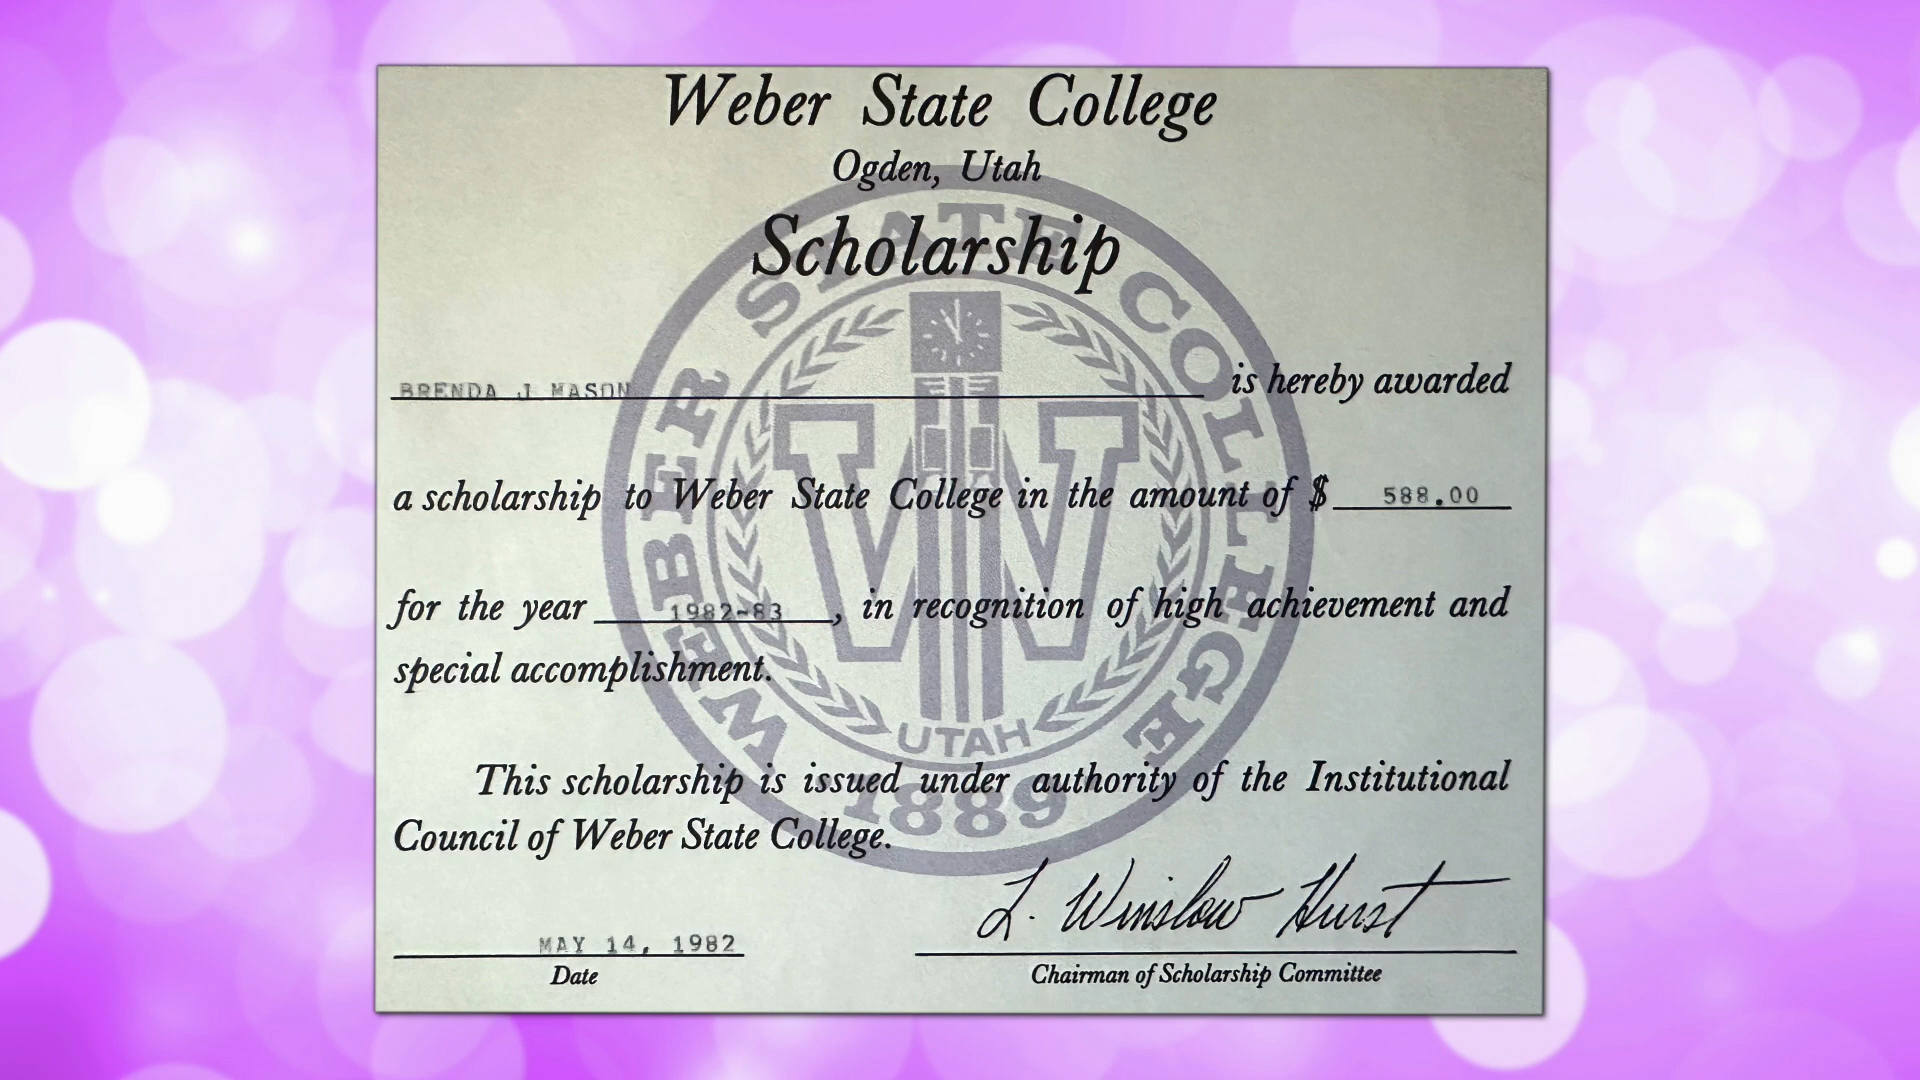 Weber State College
Ogden, Utah
Scholarship
BRENDA J MASON is hereby awarded
a scholarship to Weber State College in the amount of $ 588.00
for the year 1982-83, in recognition of high achievement and
special accomplishment.
This scholarship is issued under authority of the Institutional
Council of Weber State College.
L. Winslow Hurst
MAY 14, 1982
Date Chairman of Scholarship Committee
WEBER STATE COLLEGE
UTAH
1889